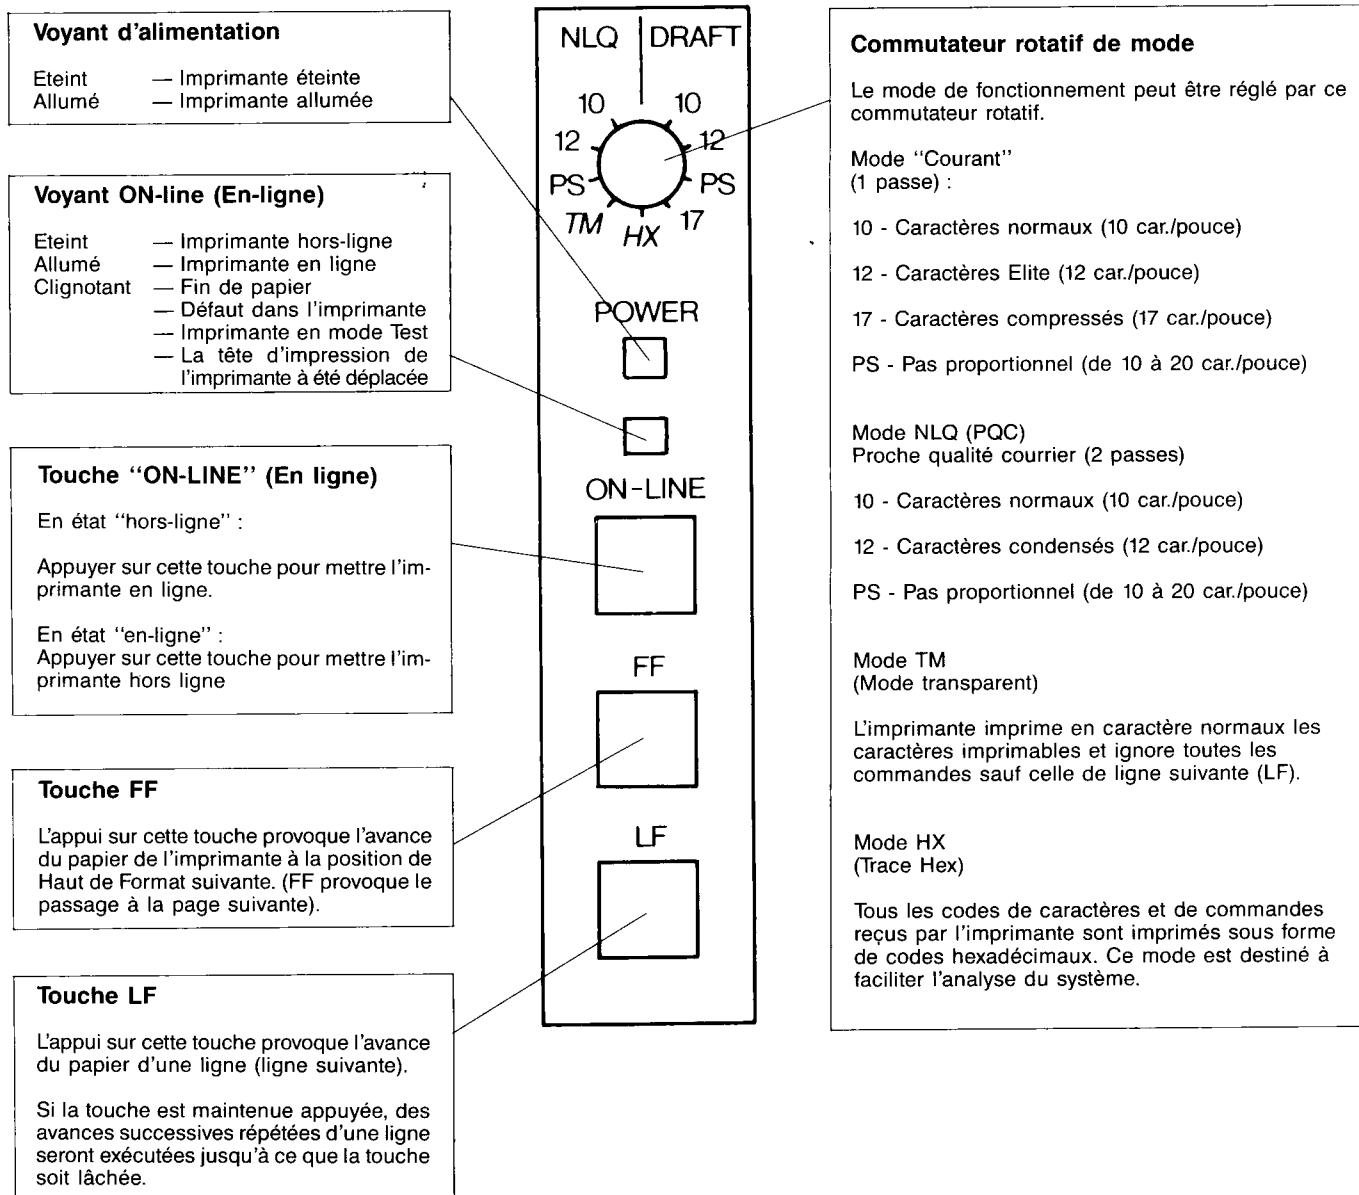 Voyant d'alimentation
Eteint — Imprimante éteinte
Allumé — Imprimante allumée
Voyant ON-line (En-ligne)
Eteint — Imprimante hors-ligne
Allumé — Imprimante en ligne
Clignotant — Fin de papier
— Défaut dans l'imprimante
— Imprimante en mode Test
— La tête d'impression de
l'imprimante à été déplacée
Touche “ON-LINE” (En ligne)
En état “hors-ligne” :
Appuyer sur cette touche pour mettre l'im-
primante en ligne.
En état “en-ligne” :
Appuyer sur cette touche pour mettre l'im-
primante hors ligne
Touche FF
L'appui sur cette touche provoque l'avance
du papier de l'imprimante à la position de
Haut de Format suivante. (FF provoque le
passage à la page suivante).
Touche LF
L'appui sur cette touche provoque l'avance
du papier d'une ligne (ligne suivante).
Si la touche est maintenue appuyée, des
avances successives répétées d'une ligne
seront exécutées jusqu'à ce que la touche
soit lâchée.
NLQ DRAFT
10 10
12 12
PS PS
TM HX 17
POWER
ON-LINE
FF
LF
Commutateur rotatif de mode
Le mode de fonctionnement peut être réglé par ce
commutateur rotatif.
Mode “Courant”
(1 passe) :
10 - Caractères normaux (10 car./pouce)
12 - Caractères Elite (12 car./pouce)
17 - Caractères compressés (17 car./pouce)
PS - Pas proportionnel (de 10 à 20 car./pouce)
Mode NLQ (PQC)
Proche qualité courrier (2 passes)
10 - Caractères normaux (10 car./pouce)
12 - Caractères condensés (12 car./pouce)
PS - Pas proportionnel (de 10 à 20 car./pouce)
Mode TM
(Mode transparent)
L'imprimante imprime en caractère normaux les
caractères imprimables et ignore toutes les
commandes sauf celle de ligne suivante (LF).
Mode HX
(Trace Hex)
Tous les codes de caractères et de commandes
reçus par l'imprimante sont imprimés sous forme
de codes hexadécimaux. Ce mode est destiné à
faciliter l'analyse du système.